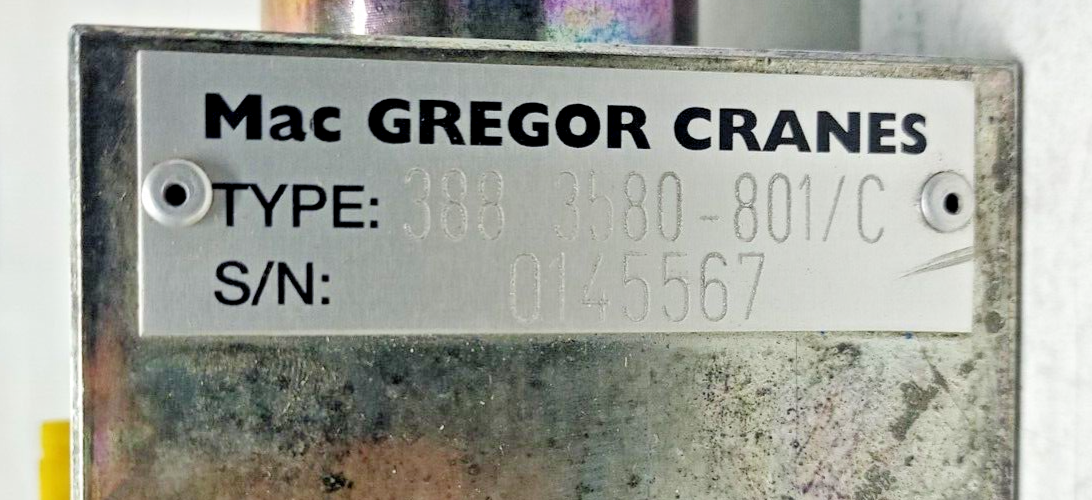 Mac GREGOR CRANES
TYPE: 388 3580-801/C
S/N: 0145567